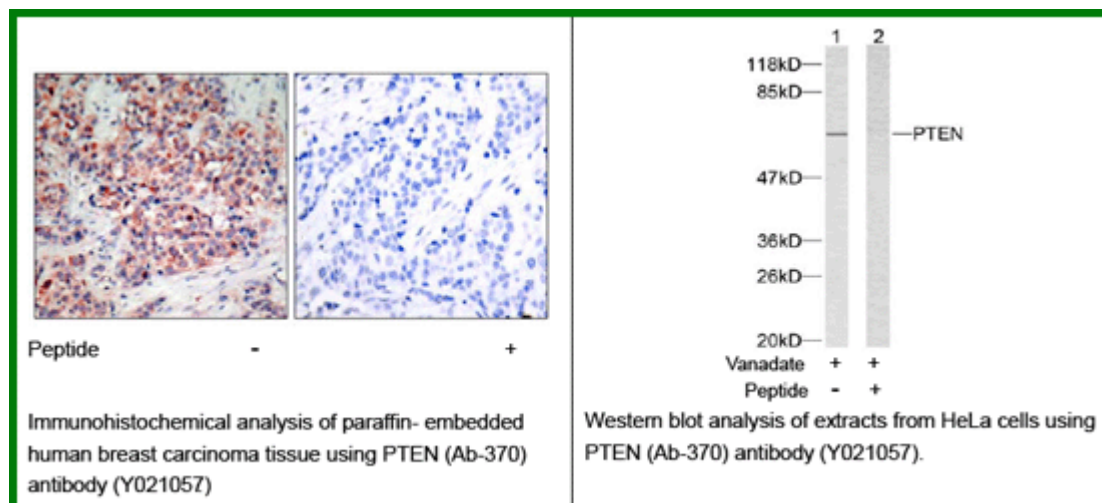 Peptide - +
Immunohistochemical analysis of paraffin- embedded
human breast carcinoma tissue using PTEN (Ab-370)
antibody (Y021057)
1 2
118kD
85kD
PTEN
47kD
36kD
26kD
20kD
Vanadate + +
Peptide - +
Western blot analysis of extracts from HeLa cells using
PTEN (Ab-370) antibody (Y021057).